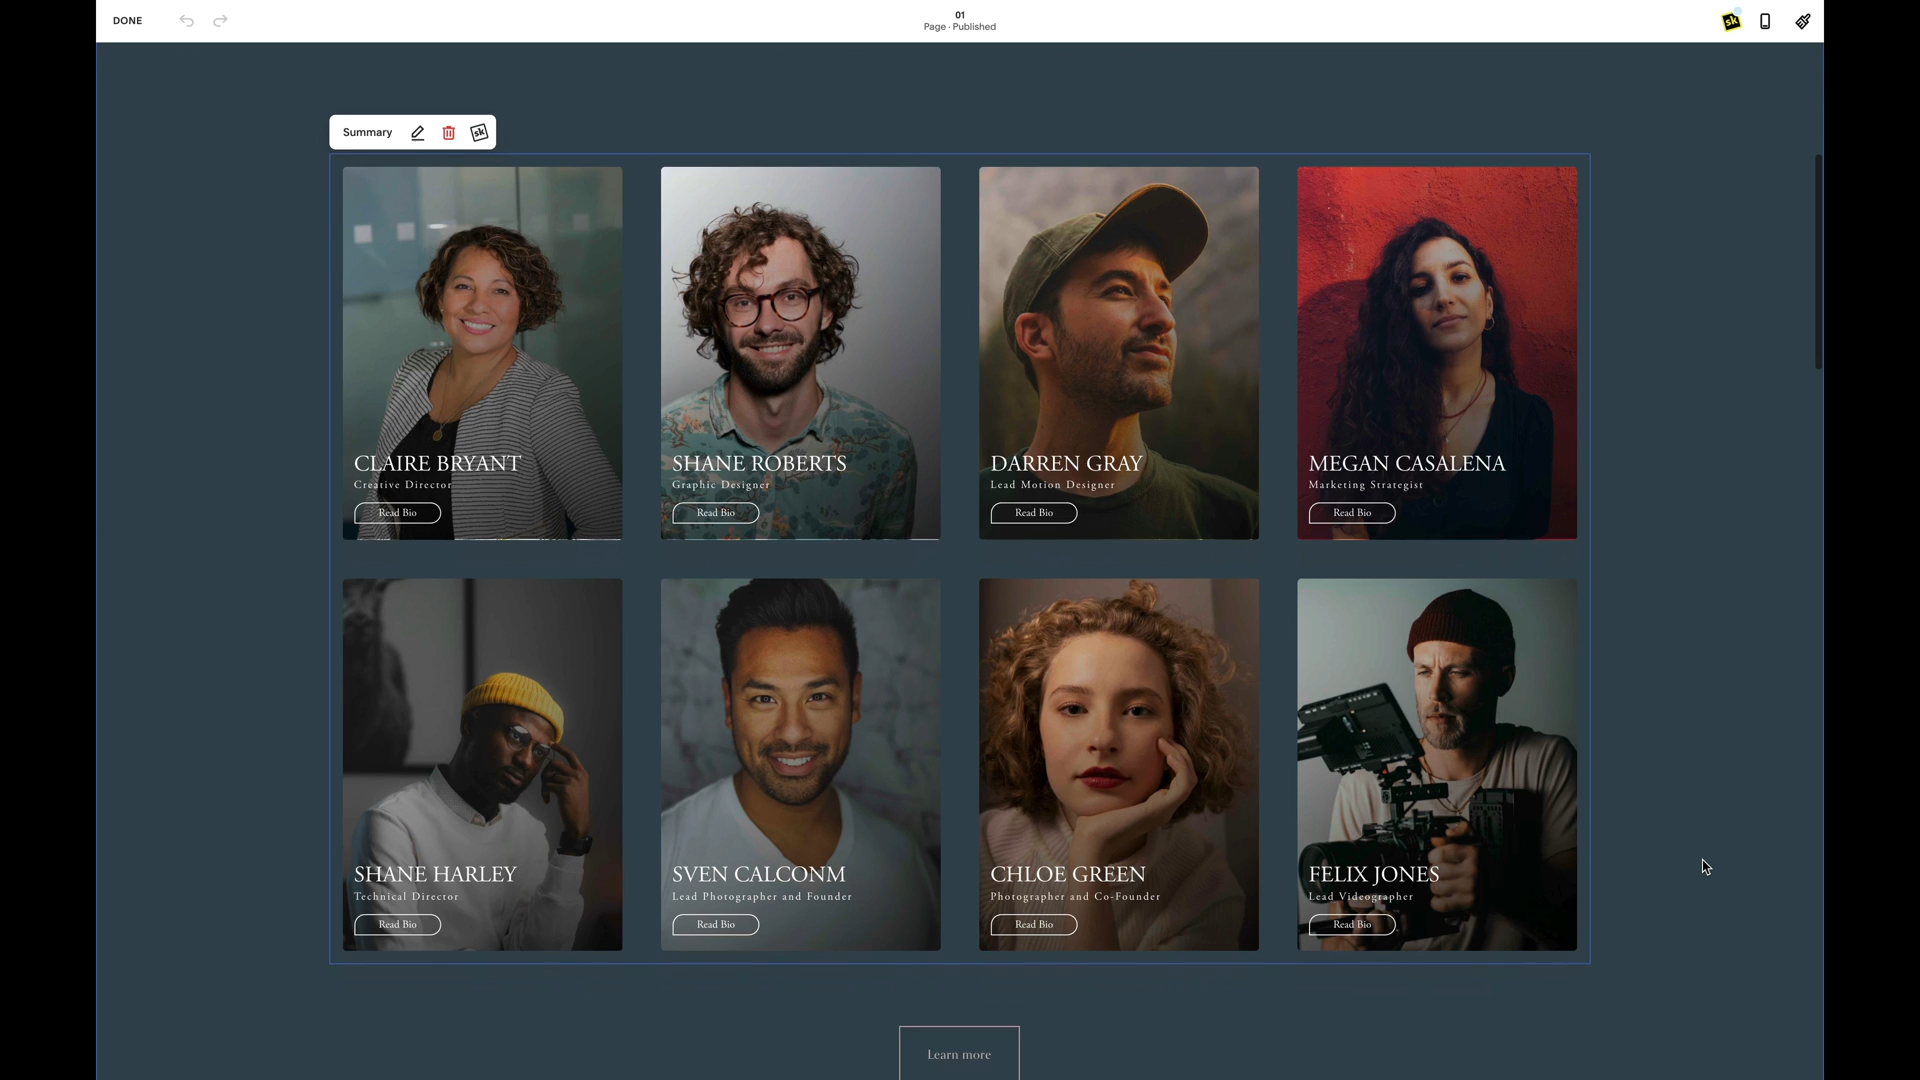 DONE
01
Page · Published
sk
Summary
sk
CLAIRE BRYANT
Creative Director
Read Bio
SHANE ROBERTS
Graphic Designer
Read Bio
DARREN GRAY
Lead Motion Designer
Read Bio
MEGAN CASALENA
Marketing Strategist
Read Bio
SHANE HARLEY
Technical Director
Read Bio
SVEN CALCONM
Lead Photographer and Founder
Read Bio
CHLOE GREEN
Photographer and Co-Founder
Read Bio
FELIX JONES
Lead Videographer
Read Bio
Learn more